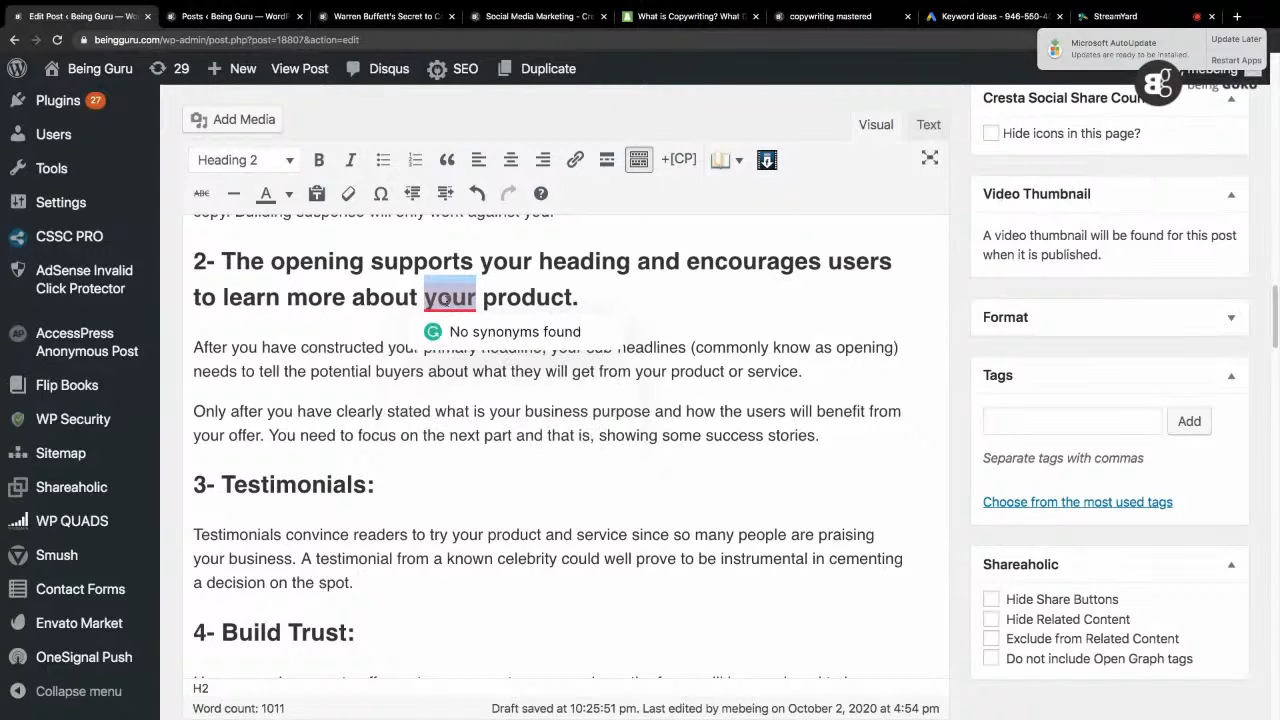 Edit Post ‹ Being Guru — Wo
Posts ‹ Being Guru — WordP
Warren Buffett's Secret to C
Social Media Marketing - Cre
What is Copywriting? What D
copywriting mastered
Keyword ideas - 946-550-4
StreamYard
beingguru.com/wp-admin/post.php?post=18807&action=edit
Microsoft AutoUpdate
Updates are ready to be installed.
Update Later
Restart Apps
Being Guru
29
New
View Post
Disqus
SEO
Duplicate
, mebeing
being GURU
Plugins 27
Users
Tools
Settings
CSSC PRO
AdSense Invalid
Click Protector
AccessPress
Anonymous Post
Flip Books
WP Security
Sitemap
Shareaholic
WP QUADS
Smush
Contact Forms
Envato Market
OneSignal Push
Collapse menu
Add Media
Visual
Text
Heading 2
+[CP]
ABC
copy. Building suspense will only work against you.
2- The opening supports your heading and encourages users
to learn more about your product.
No synonyms found
After you have constructed your primary headline, your sub-headlines (commonly know as opening)
needs to tell the potential buyers about what they will get from your product or service.
Only after you have clearly stated what is your business purpose and how the users will benefit from
your offer. You need to focus on the next part and that is, showing some success stories.
3- Testimonials:
Testimonials convince readers to try your product and service since so many people are praising
your business. A testimonial from a known celebrity could well prove to be instrumental in cementing
a decision on the spot.
4- Build Trust:
H2
Word count: 1011
Draft saved at 10:25:51 pm. Last edited by mebeing on October 2, 2020 at 4:54 pm
Cresta Social Share Coun
Hide icons in this page?
Video Thumbnail
A video thumbnail will be found for this post
when it is published.
Format
Tags
Add
Separate tags with commas
Choose from the most used tags
Shareaholic
Hide Share Buttons
Hide Related Content
Exclude from Related Content
Do not include Open Graph tags